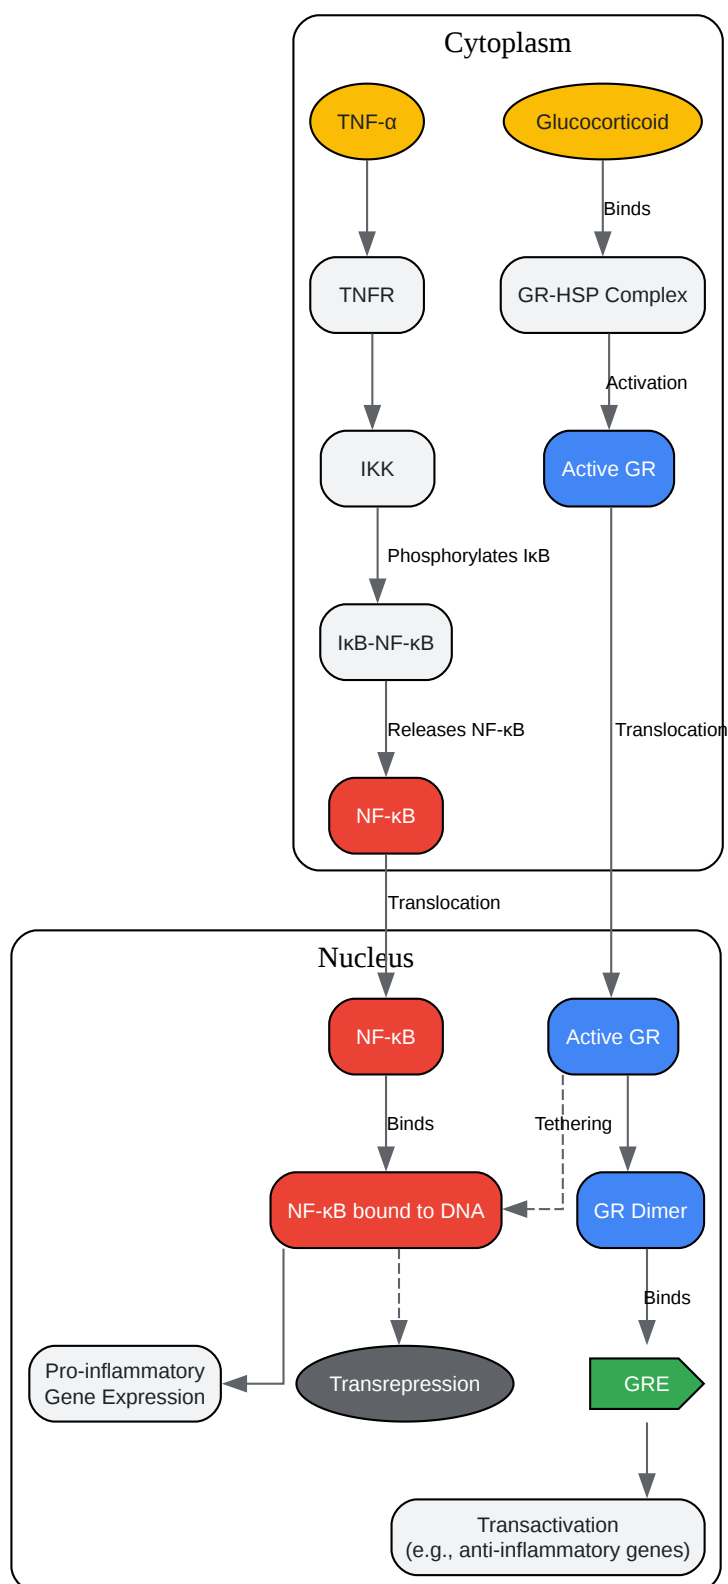 Cytoplasm
TNF-α
Glucocorticoid
Binds
TNFR
GR-HSP Complex
Activation
IKK
Active GR
Phosphorylates IκB
IκB-NF-κB
Releases NF-κB
Translocation
NF-κB
Translocation
Nucleus
NF-κB
Active GR
Binds
Tethering
NF-κB bound to DNA
GR Dimer
Binds
Pro-inflammatory
Gene Expression
Transrepression
GRE
Transactivation
(e.g., anti-inflammatory genes)